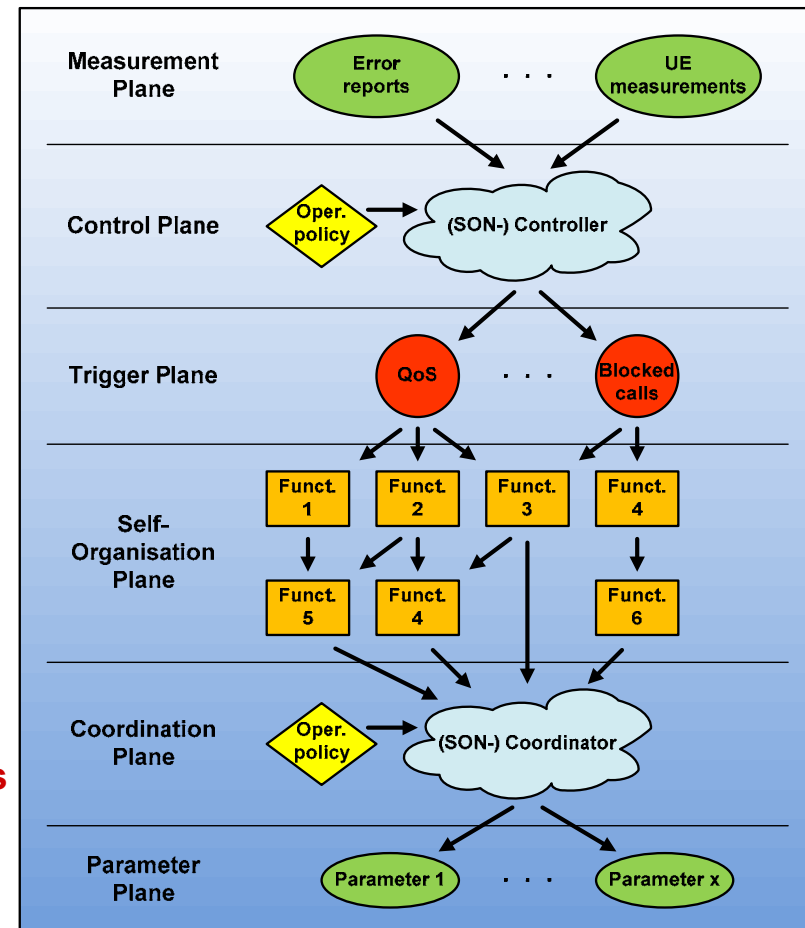 Measurement
Plane
Error
reports
. . .
UE
measurements
Control Plane
Oper.
policy
(SON-) Controller
Trigger Plane
QoS
. . .
Blocked
calls
Self-
Organisation
Plane
Funct.
1
Funct.
2
Funct.
3
Funct.
4
Funct.
5
Funct.
4
Funct.
6
Coordination
Plane
Oper.
policy
(SON-) Coordinator
s
Parameter
Plane
Parameter 1
. . .
Parameter x